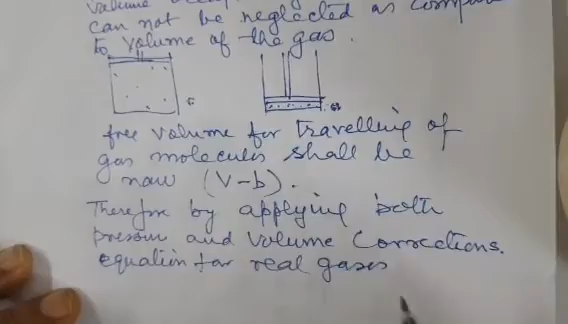 can not be neglected as compare
to volume of the gas.
free volume for travelling of
gas molecules shall be
now (V-b).
Therefore by applying both
pressure and volume corrections.
equation for real gases